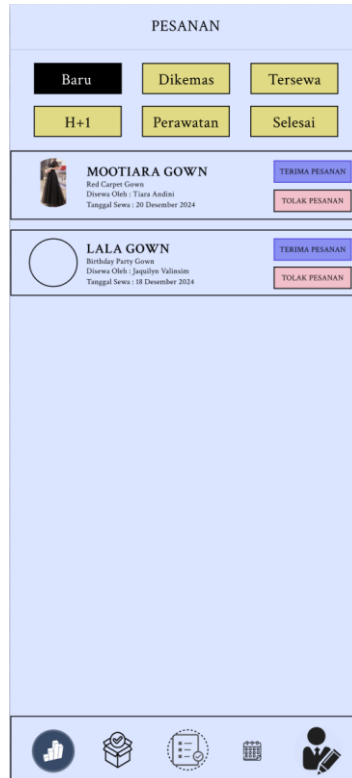 PESANAN
Baru
Dikemas
Tersewa
H+1
Perawatan
Selesai
MOOTIARA GOWN
Red Carpet Gown
Disewa Oleh : Tiara Andini
Tanggal Sewa : 20 Desember 2024
TERIMA PESANAN
TOLAK PESANAN
LALA GOWN
Birthday Party Gown
Disewa Oleh : Jaquilyn Valinsim
Tanggal Sewa : 18 Desember 2024
TERIMA PESANAN
TOLAK PESANAN